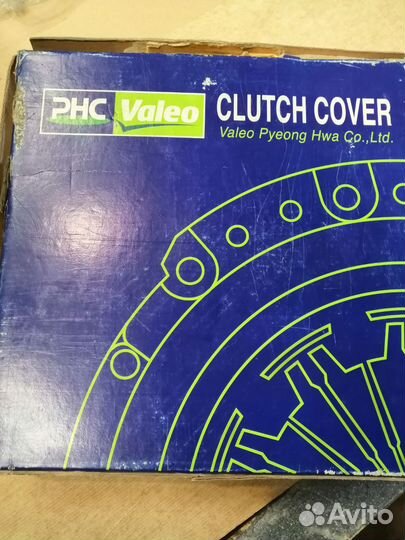 PHC Valeo CLUTCH COVER
Valeo Pyeong Hwa Co.,Ltd.
Avito